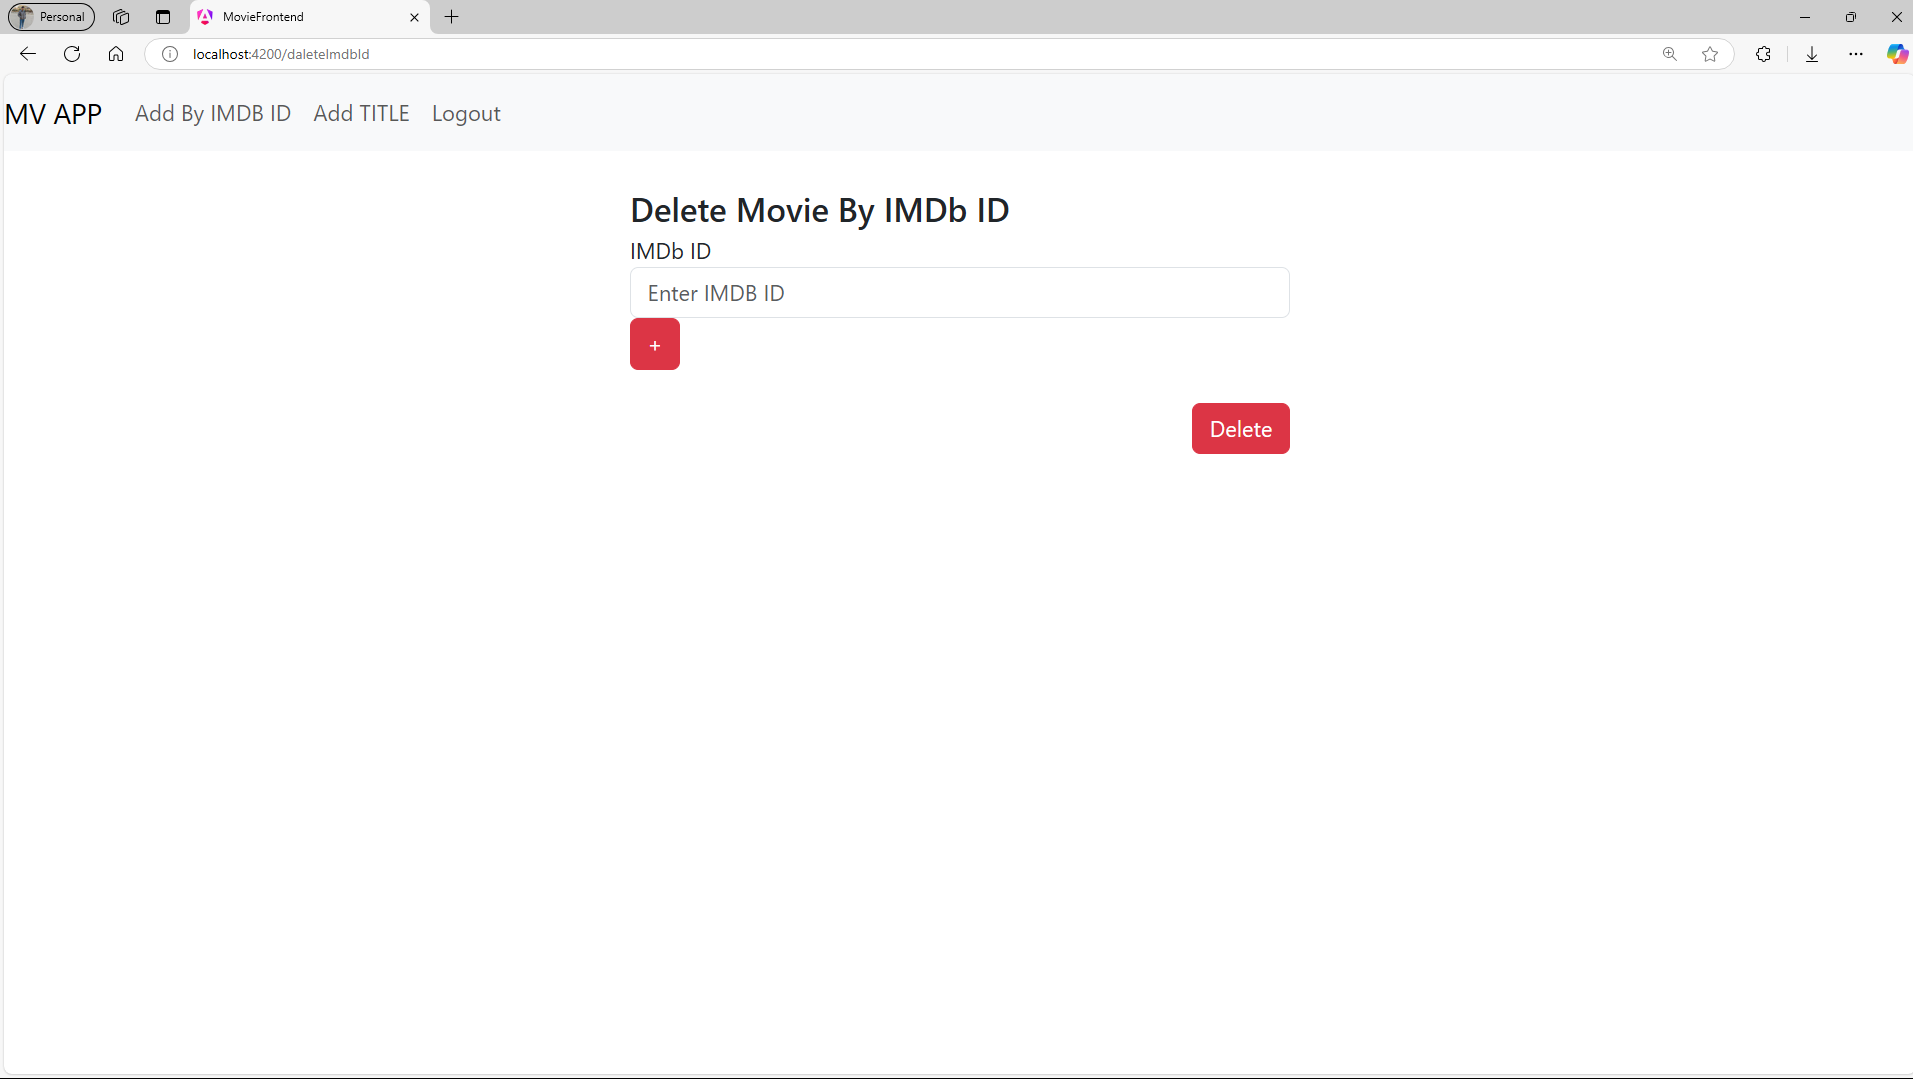 Personal
MovieFrontend
localhost:4200/daleteImdbId
MV APP Add By IMDB ID Add TITLE Logout
Delete Movie By IMDb ID
IMDb ID
Enter IMDB ID
+
Delete